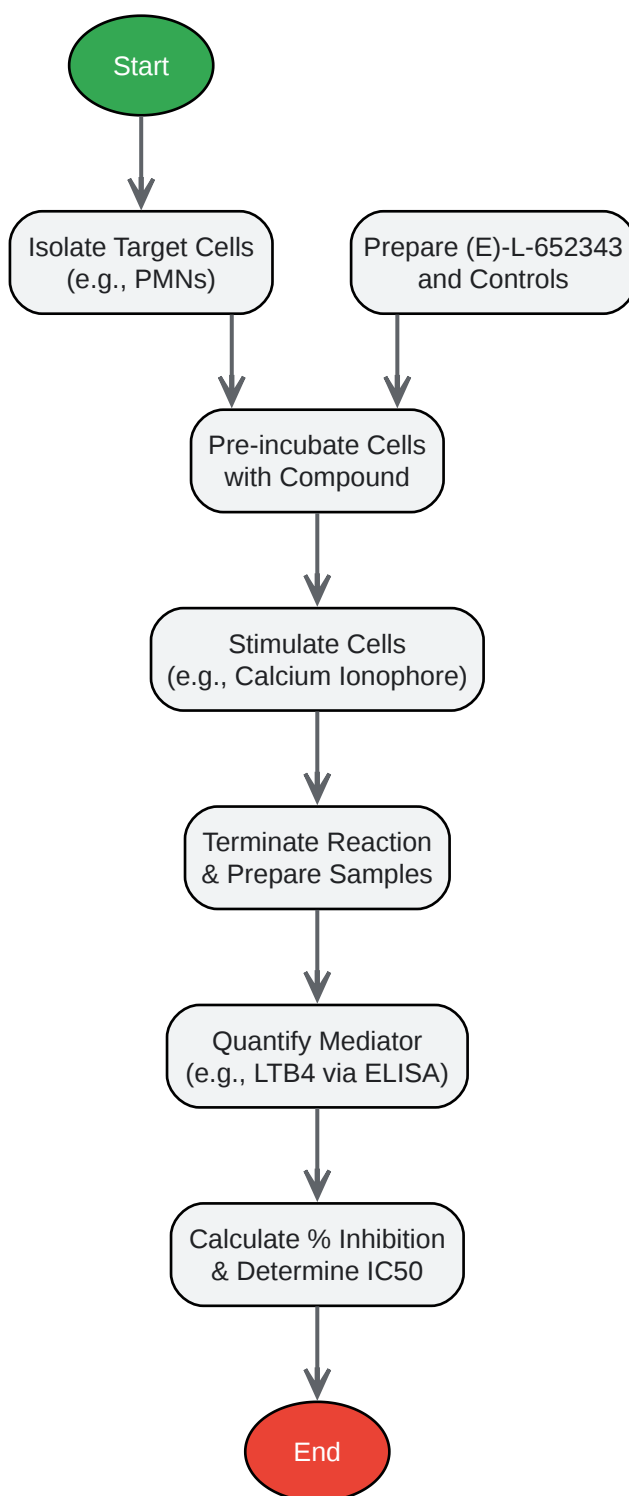 Start
Isolate Target Cells
(e.g., PMNs)
Prepare (E)-L-652343
and Controls
Pre-incubate Cells
with Compound
Stimulate Cells
(e.g., Calcium Ionophore)
Terminate Reaction
& Prepare Samples
Quantify Mediator
(e.g., LTB4 via ELISA)
Calculate % Inhibition
& Determine IC50
End